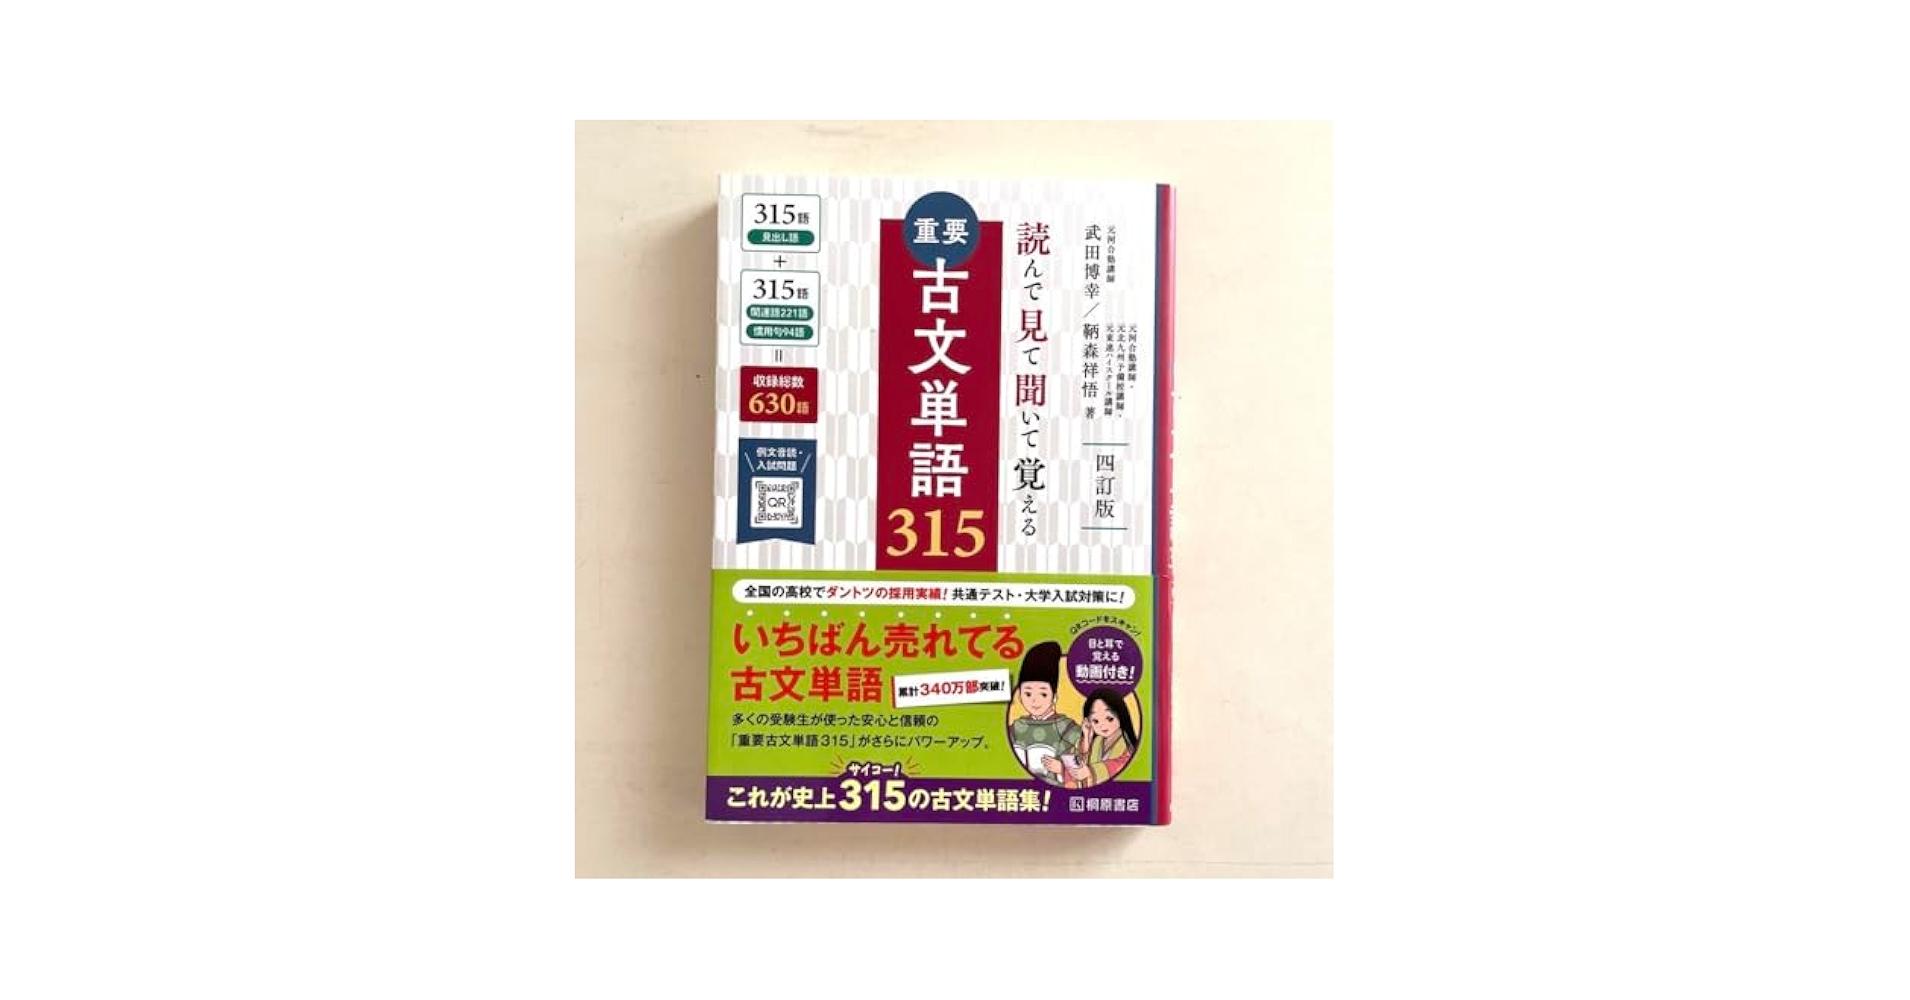 読んで見て聞いて覚える
重要
古文単語
315
元河合塾講師
武田博幸／
元河合塾講師・
元北九州予備校講師・
元東進ハイスクール講師
鞆森祥悟 著
四訂版
315語
見出し語
+
315語
関連語221語
慣用句94語
=
収録総数
630語
例文音読・
入試問題
QR
全国の高校でダントツの採用実績！共通テスト・大学入試対策に！
いちばん売れてる
古文単語
累計340万部突破！
多くの受験生が使った安心と信頼の
「重要古文単語315」がさらにパワーアップ。
QRコードをスキャン！
目と耳で
覚える
動画付き！
サイコー！
これが史上315の古文単語集！
桐原書店